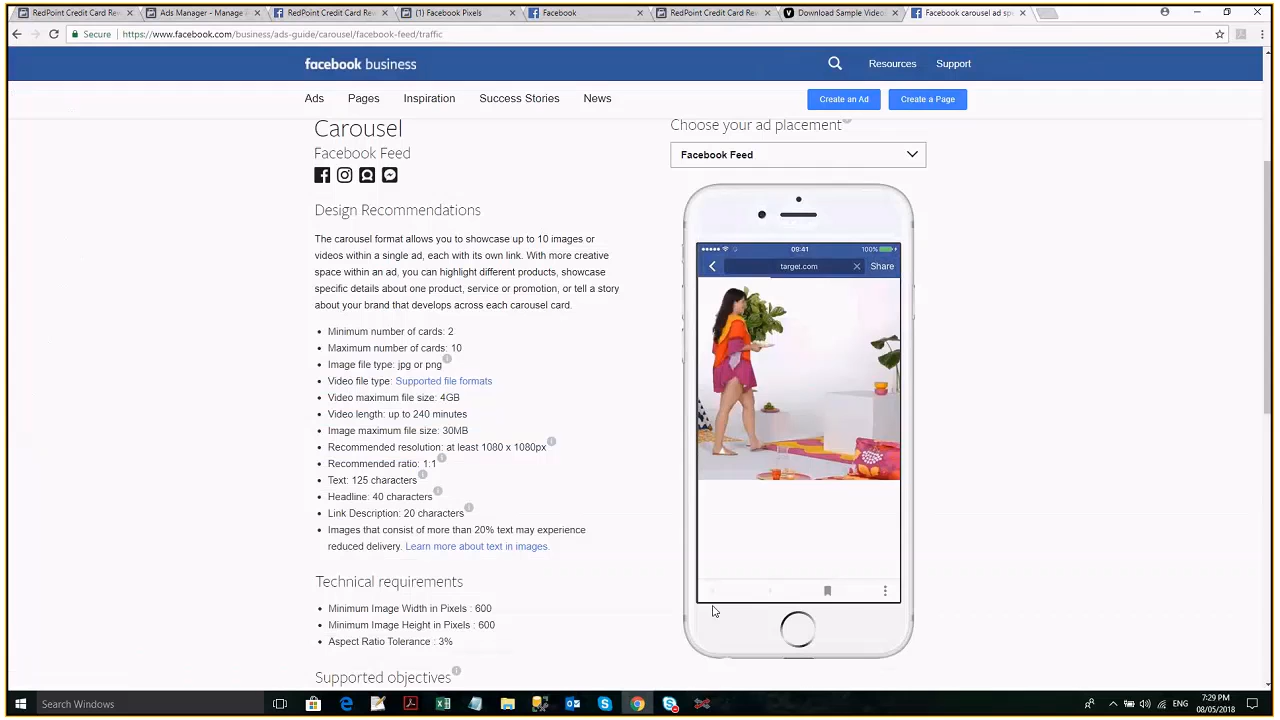 RedPoint Credit Card Rew
Ads Manager - Manage
RedPoint Credit Card Rew
(1) Facebook Pixels
Facebook
RedPoint Credit Card Rew
Download Sample Video
Facebook carousel ad sp
Secure https://www.facebook.com/business/ads-guide/carousel/facebook-feed/traffic
facebook business
Resources Support
Ads Pages Inspiration Success Stories News
Create an Ad Create a Page
Carousel
Facebook Feed
Design Recommendations
The carousel format allows you to showcase up to 10 images or
videos within a single ad, each with its own link. With more creative
space within an ad, you can highlight different products, showcase
specific details about one product, service or promotion, or tell a story
about your brand that develops across each carousel card.
• Minimum number of cards: 2
• Maximum number of cards: 10
• Image file type: jpg or png
• Video file type: Supported file formats
• Video maximum file size: 4GB
• Video length: up to 240 minutes
• Image maximum file size: 30MB
• Recommended resolution: at least 1080 x 1080px
• Recommended ratio: 1:1
• Text: 125 characters
• Headline: 40 characters
• Link Description: 20 characters
• Images that consist of more than 20% text may experience
reduced delivery. Learn more about text in images.
Technical requirements
• Minimum Image Width in Pixels : 600
• Minimum Image Height in Pixels : 600
• Aspect Ratio Tolerance : 3%
Supported objectives
Choose your ad placement
Facebook Feed
09:41 100%
target.com Share
Search Windows
ENG
7:29 PM
08/05/2018